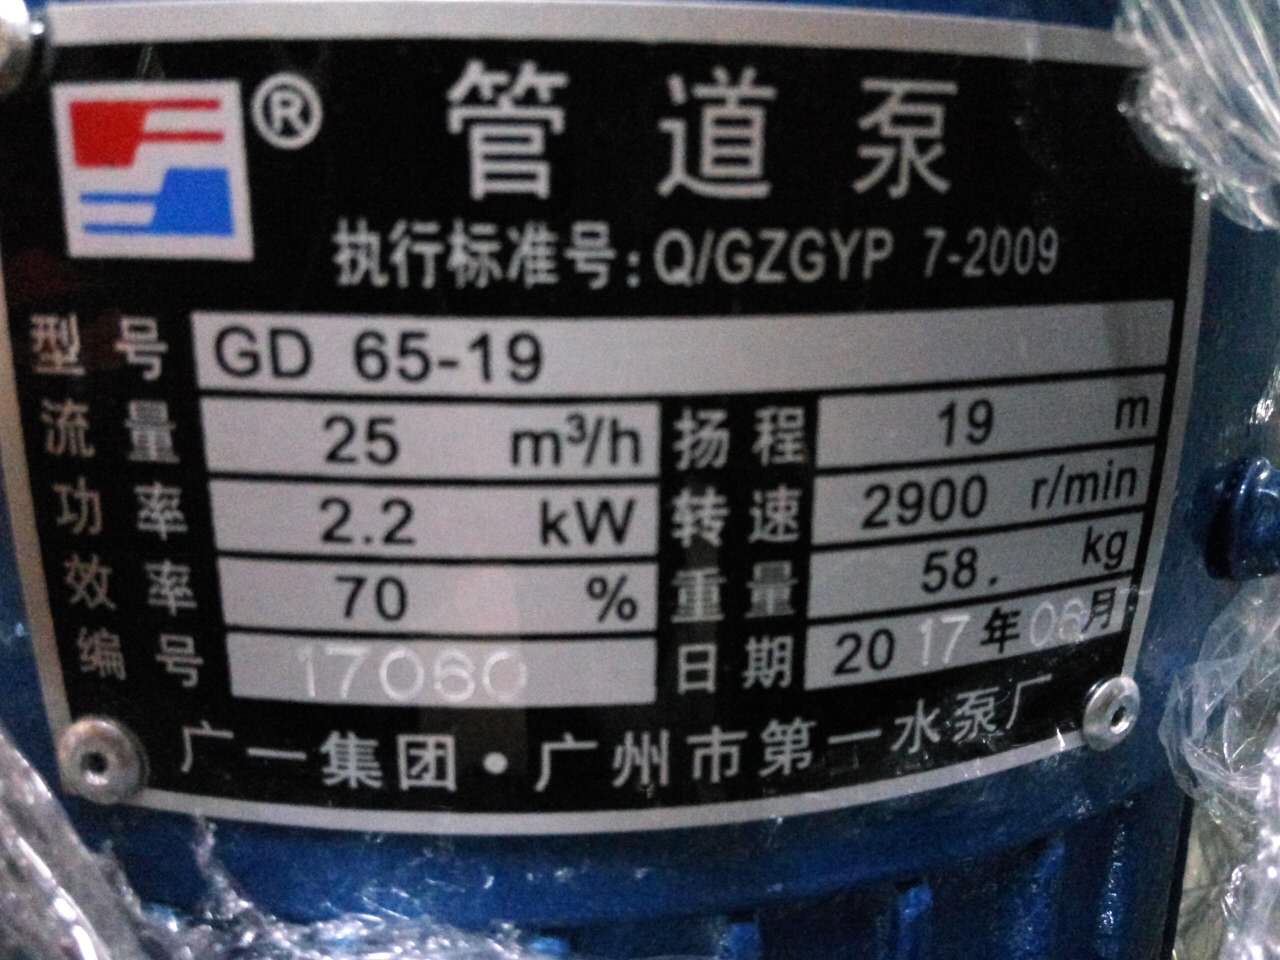 ® 管道泵
执行标准号:Q/GZGYP 7-2009
型号 GD 65-19
流量 25 m³/h 扬程 19 m
功率 2.2 kW 转速 2900 r/min
效率 70 % 重量 58. kg
编号 17060 日期 2017年06月
广一集团·广州市第一水泵厂